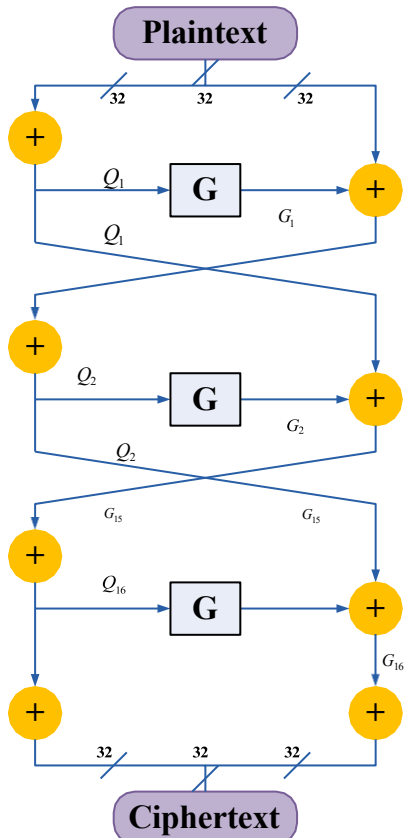 Plaintext
32 32 32
+
Q1 G +
G1
Q1
+
Q2 G +
G2
Q2
G15 G15
+
Q16 G +
G16
+ +
32 32 32
Ciphertext